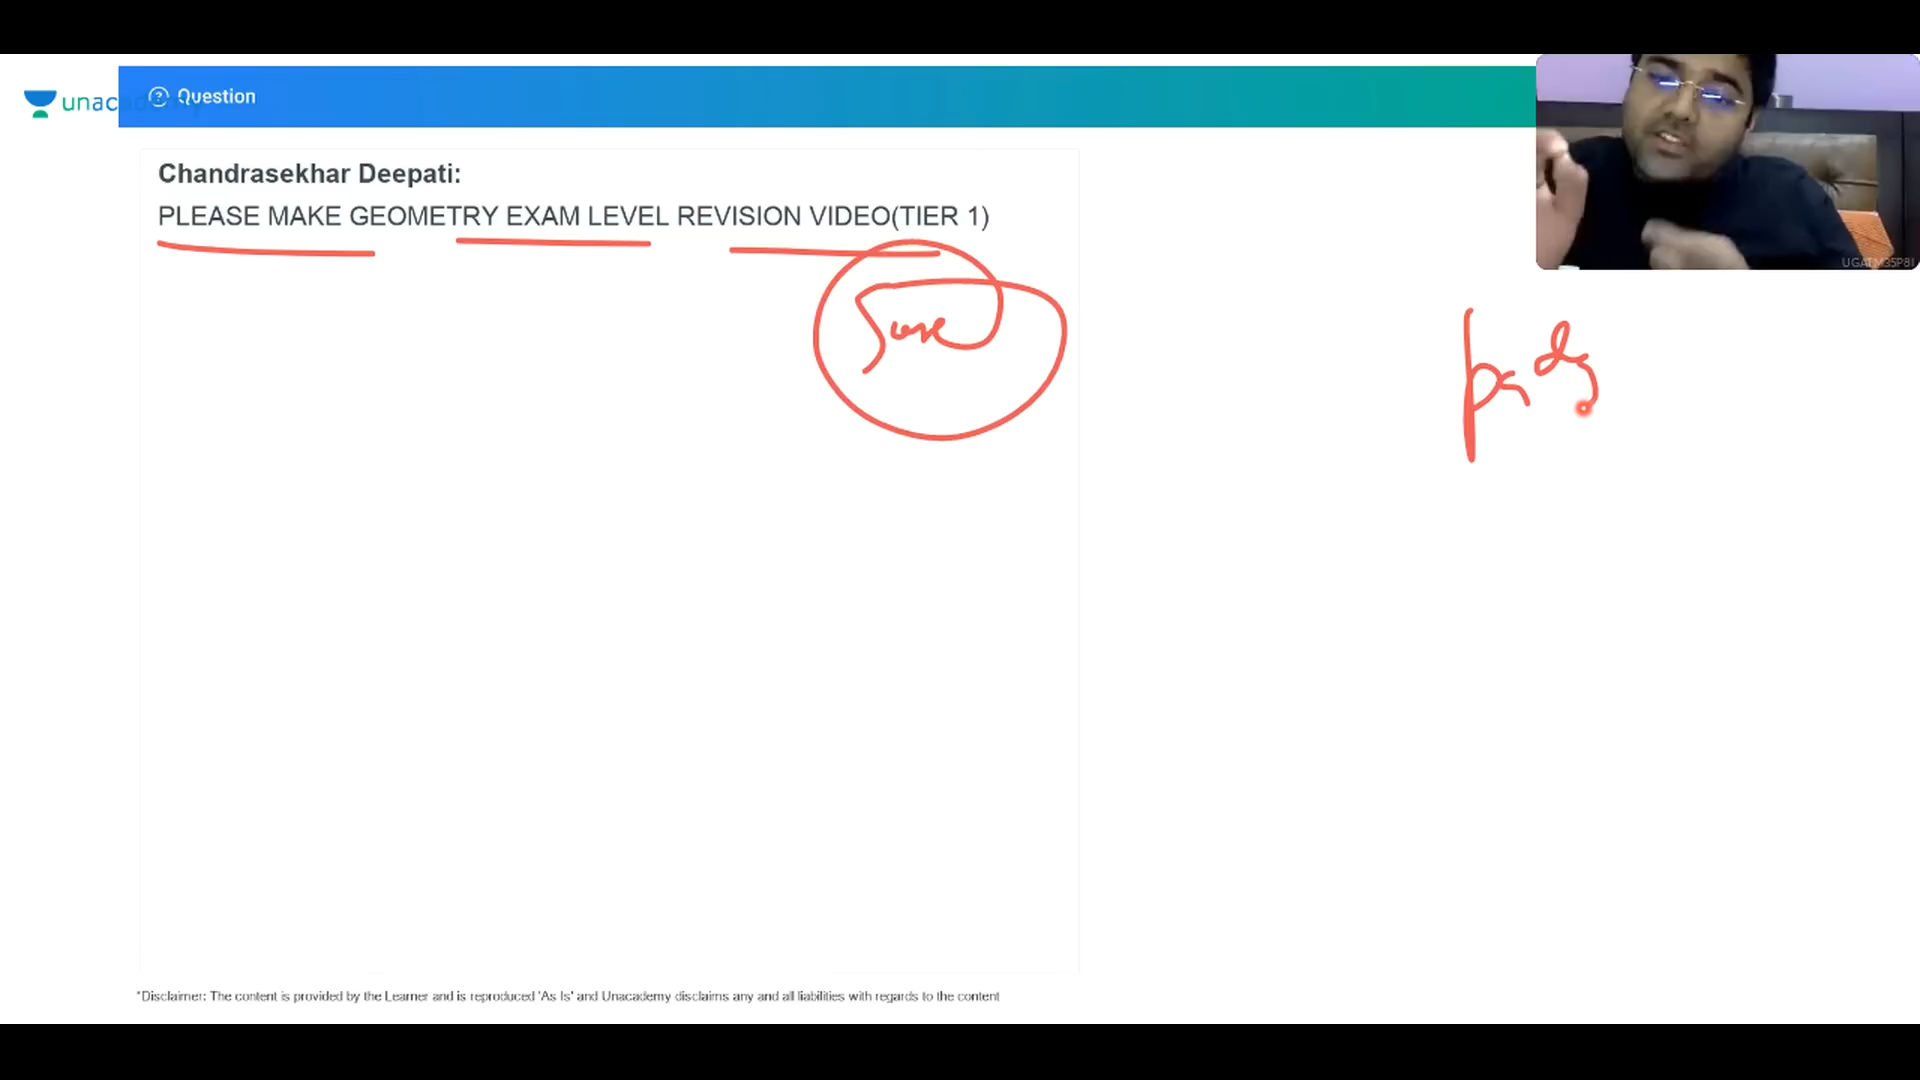 unacademy
? Question
Chandrasekhar Deepati:
PLEASE MAKE GEOMETRY EXAM LEVEL REVISION VIDEO(TIER 1)
Sure
UGATM35P8I
*Disclaimer: The content is provided by the Learner and is reproduced 'As Is' and Unacademy disclaims any and all liabilities with regards to the content